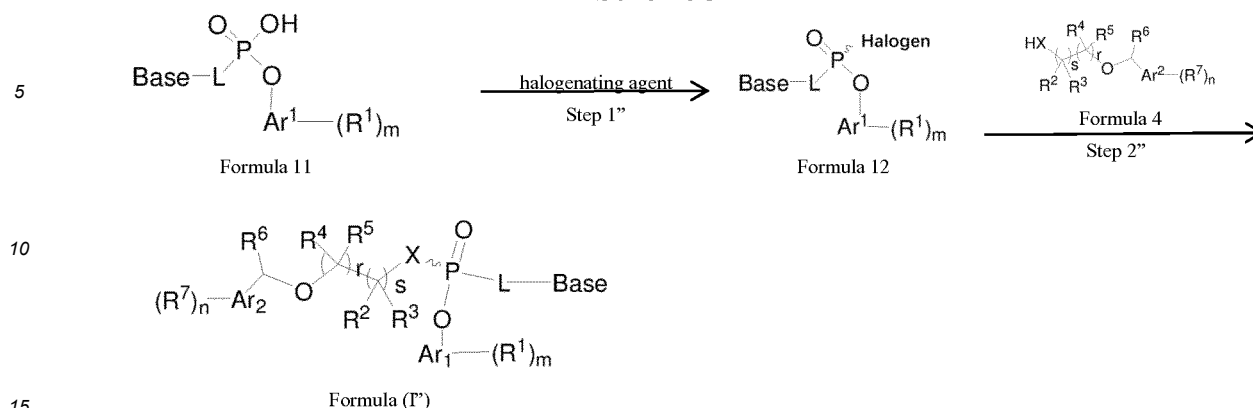 O OH
P
Base L O
Ar¹ (R¹)m
Formula 11
5
halogenating agent
Step 1”
O Halogen
P
Base L O
Ar¹ (R¹)m
Formula 12
HX R⁴ R⁵ R⁶
s r O Ar² (R⁷)n
R² R³
Formula 4
Step 2”
10
R⁶ R⁴ R⁵ X O
(R⁷)n Ar₂ O r s P L Base
R² R³ O
Ar₁ (R¹)m
Formula (I”)
15